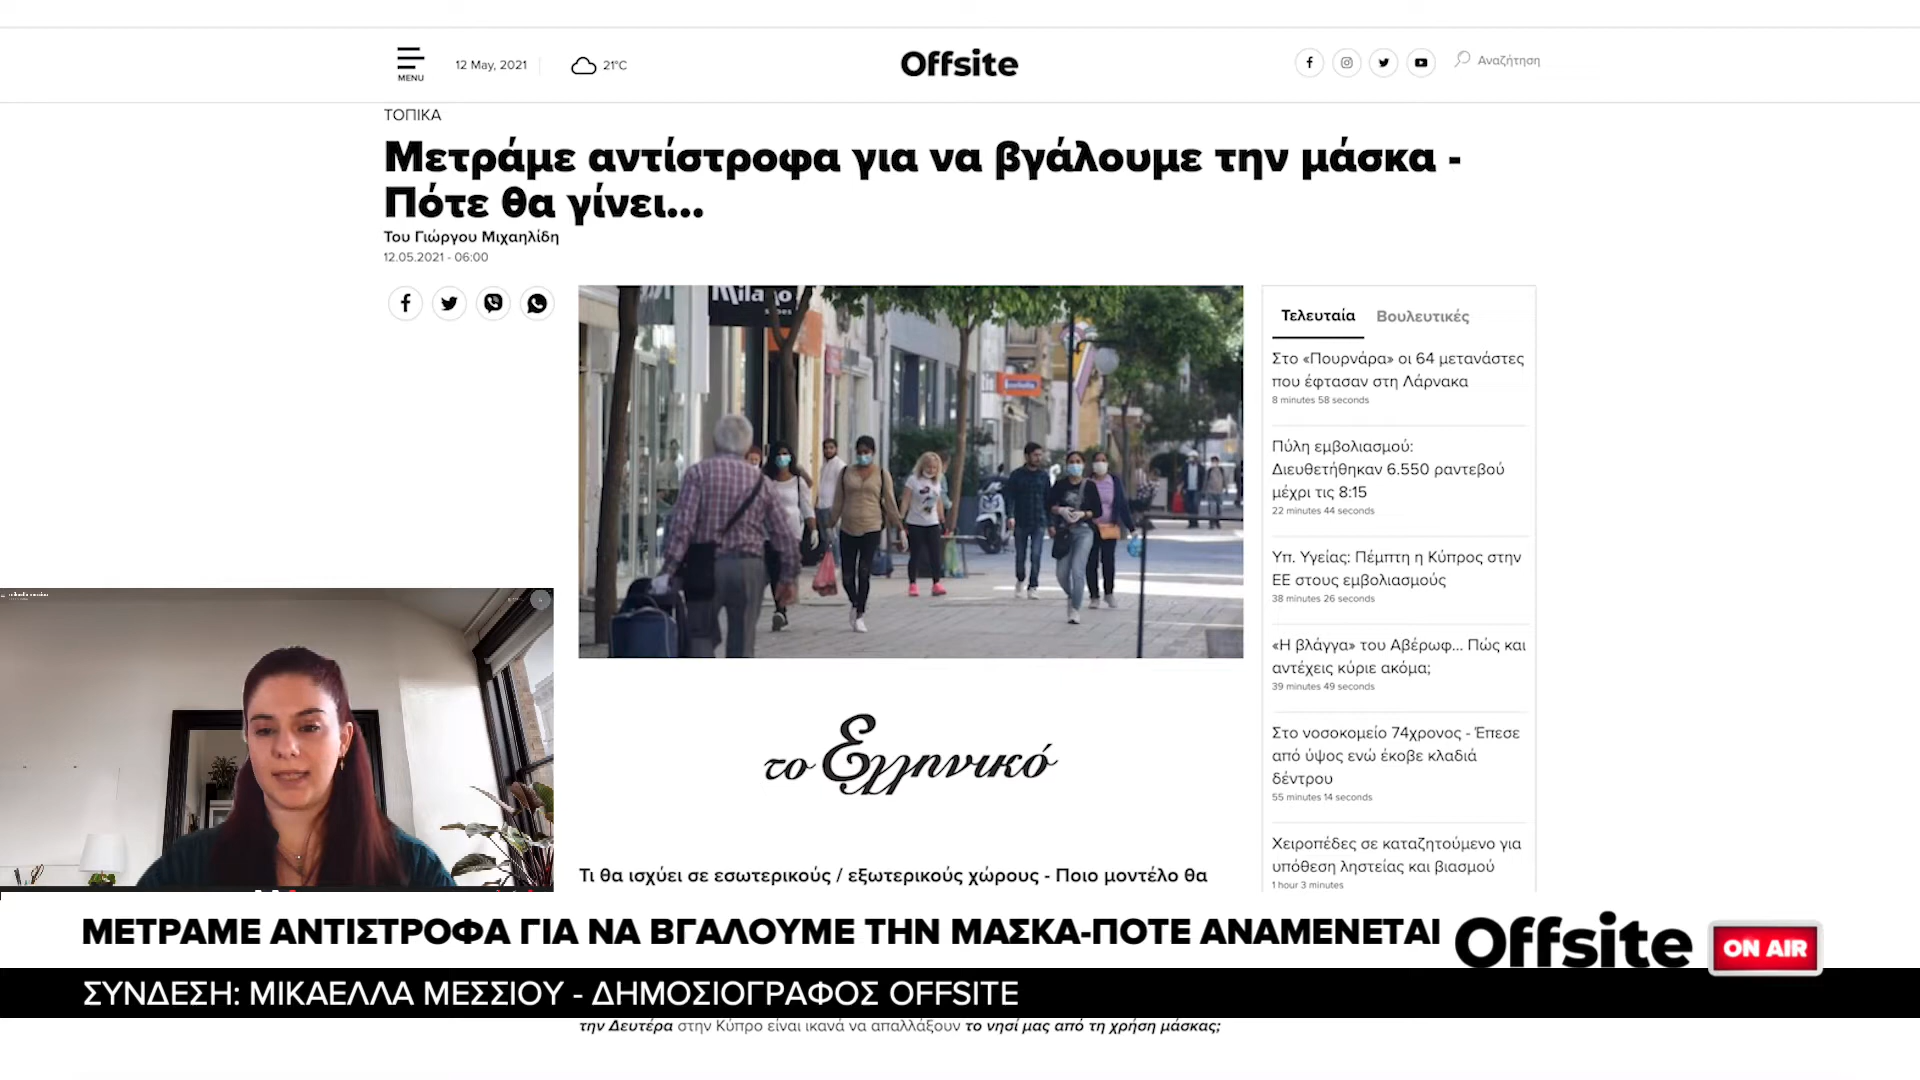 MENU
12 May, 2021
21°C
Offsite
Αναζήτηση
ΤΟΠΙΚΑ
Μετράμε αντίστροφα για να βγάλουμε την μάσκα -
Πότε θα γίνει...
Του Γιώργου Μιχαηλίδη
12.05.2021 - 06:00
Milano
shoes
το Ελληνικό
Τι θα ισχύει σε εσωτερικούς / εξωτερικούς χώρους - Ποιο μοντέλο θα
Τελευταία Βουλευτικές
Στο «Πουρνάρα» οι 64 μετανάστες
που έφτασαν στη Λάρνακα
8 minutes 58 seconds
Πύλη εμβολιασμού:
Διευθετήθηκαν 6.550 ραντεβού
μέχρι τις 8:15
22 minutes 44 seconds
Υπ. Υγείας: Πέμπτη η Κύπρος στην
ΕΕ στους εμβολιασμούς
38 minutes 26 seconds
«Η βλάγγα» του Αβέρωφ... Πώς και
αντέχεις κύριε ακόμα;
39 minutes 49 seconds
Στο νοσοκομείο 74χρονος - Έπεσε
από ύψος ενώ έκοβε κλαδιά
δέντρου
55 minutes 14 seconds
Χειροπέδες σε καταζητούμενο για
υπόθεση ληστείας και βιασμού
1 hour 3 minutes
ΜΕΤΡΑΜΕ ΑΝΤΙΣΤΡΟΦΑ ΓΙΑ ΝΑ ΒΓΑΛΟΥΜΕ ΤΗΝ ΜΑΣΚΑ-ΠΟΤΕ ΑΝΑΜΕΝΕΤΑΙ
Offsite
ON AIR
ΣΥΝΔΕΣΗ: ΜΙΚΑΕΛΛΑ ΜΕΣΣΙΟΥ - ΔΗΜΟΣΙΟΓΡΑΦΟΣ OFFSITE
την Δευτέρα στην Κύπρο είναι ικανά να απαλλάξουν το νησί μας από τη χρήση μάσκας;